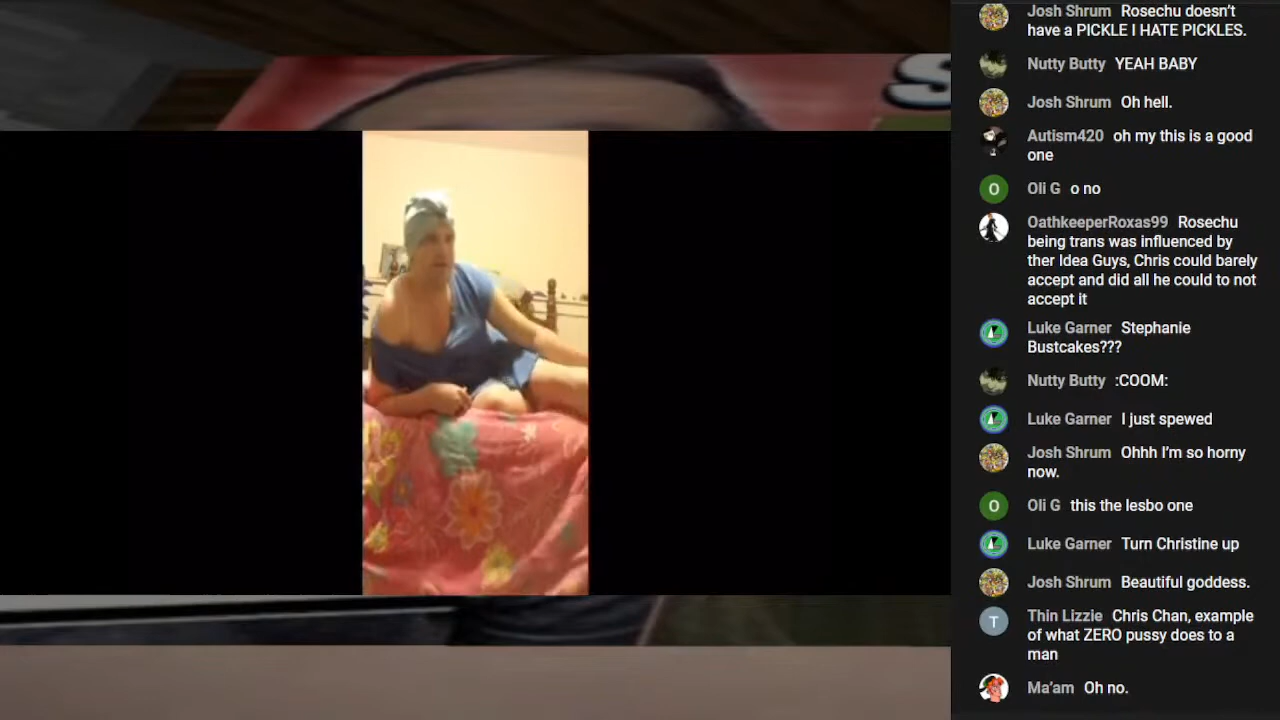 S
Josh Shrum Rosechu doesn't
have a PICKLE I HATE PICKLES.
Nutty Butty YEAH BABY
Josh Shrum Oh hell.
Autism420 oh my this is a good
one
O
Oli G o no
OathkeeperRoxas99 Rosechu
being trans was influenced by
ther Idea Guys, Chris could barely
accept and did all he could to not
accept it
Luke Garner Stephanie
Bustcakes???
Nutty Butty :COOM:
Luke Garner I just spewed
Josh Shrum Ohhh I'm so horny
now.
O
Oli G this the lesbo one
Luke Garner Turn Christine up
Josh Shrum Beautiful goddess.
T
Thin Lizzie Chris Chan, example
of what ZERO pussy does to a
man
Ma'am Oh no.